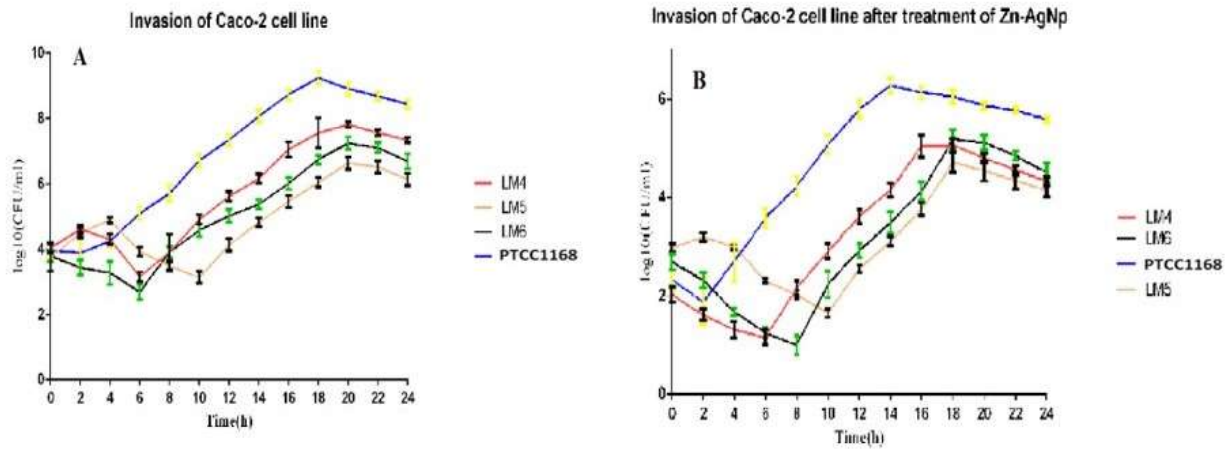 Invasion of Caco-2 cell line
A
10
8
6
4
2
0
log10(CFU/ml)
0 2 4 6 8 10 12 14 16 18 20 22 24
Time(h)
LM4
LM5
LM6
PTCC1168
Invasion of Caco-2 cell line after treatment of Zn-AgNp
B
6
4
2
0
log10(CFU/ml)
0 2 4 6 8 10 12 14 16 18 20 22 24
Time(h)
LM4
LM6
PTCC1168
LM5